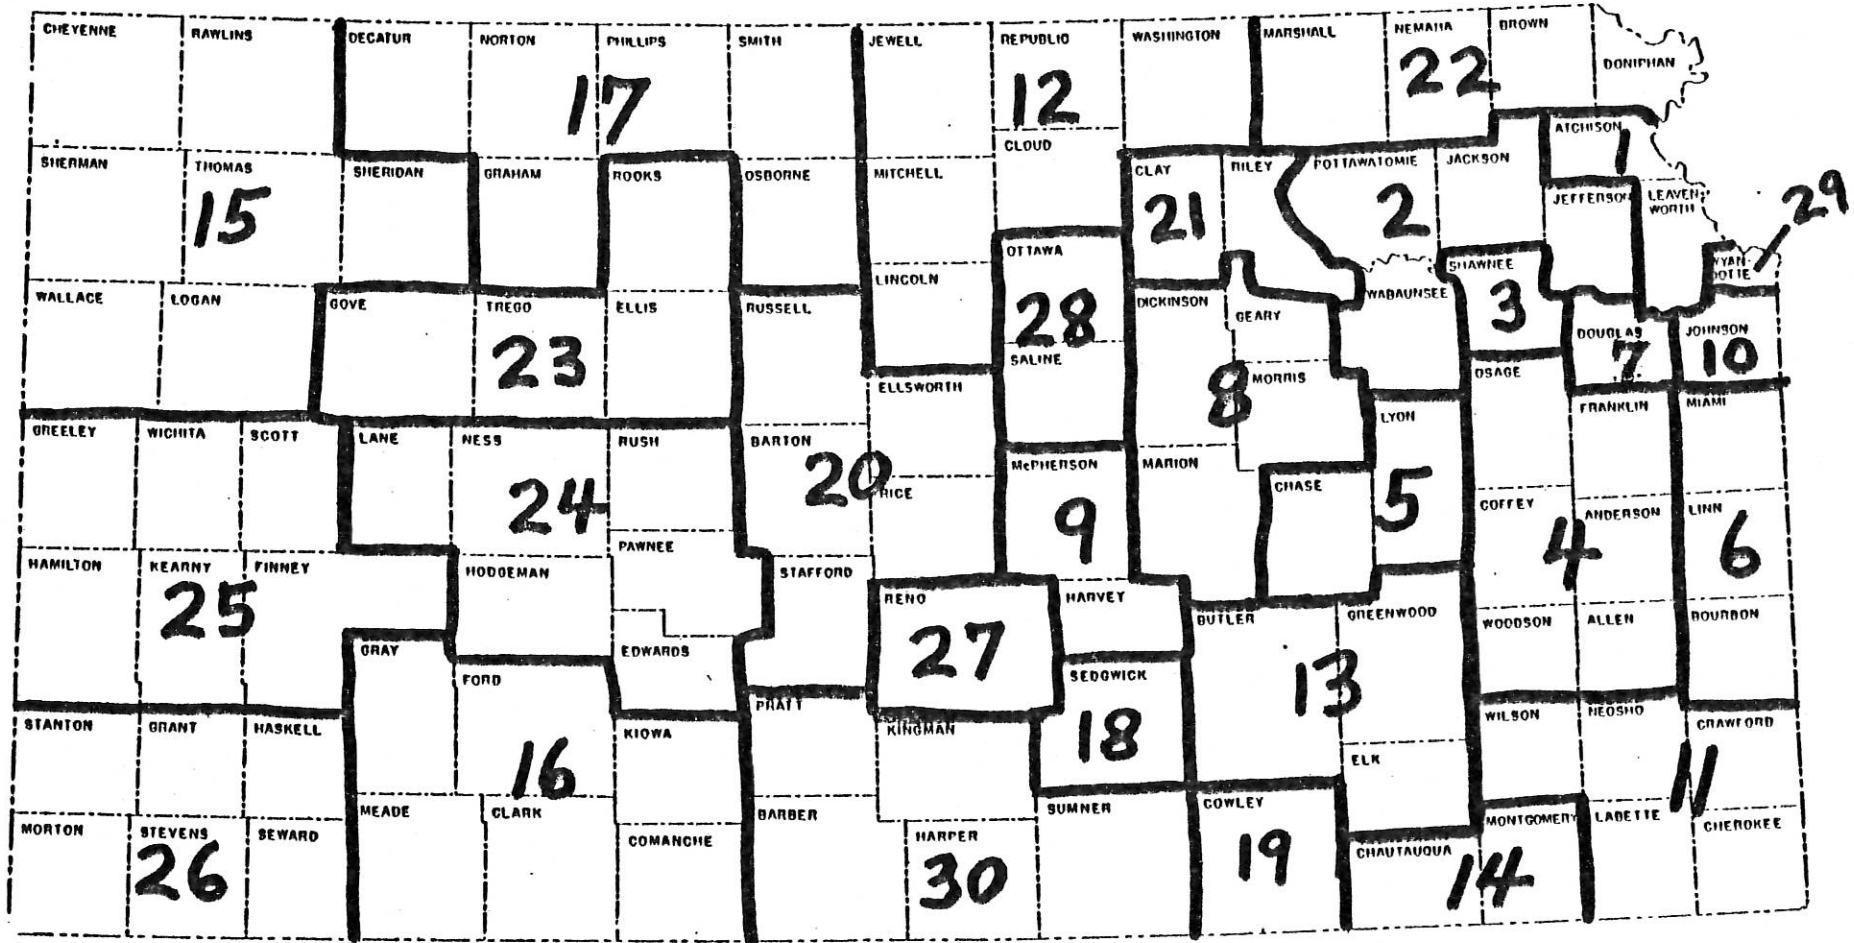 CHEYENNE
RAWLINS
DECATUR
NORTON
PHILLIPS
SMITH
JEWELL
REPUBLIC
WASHINGTON
MARSHALL
NEMAHA
BROWN
DONIPHAN
17
12
22
CLOUD
ATCHISON
1
SHERMAN
THOMAS
SHERIDAN
GRAHAM
ROOKS
OSBORNE
MITCHELL
CLAY
RILEY
POTTAWATOMIE
JACKSON
JEFFERSON
LEAVEN-
WORTH
29
15
21
2
OTTAWA
SHAWNEE
WYAN-
DOTTE
WALLACE
LOGAN
GOVE
TREGO
ELLIS
RUSSELL
LINCOLN
DICKINSON
GEARY
WABAUNSEE
3
DOUGLAS
7
JOHNSON
10
23
28
SALINE
8
MORRIS
OSAGE
ELLSWORTH
FRANKLIN
MIAMI
GREELEY
WICHITA
SCOTT
LANE
NESS
RUSH
BARTON
LYON
24
20
RICE
McPHERSON
MARION
CHASE
5
COFFEY
ANDERSON
LINN
9
4
6
HAMILTON
KEARNY
FINNEY
HODGEMAN
PAWNEE
STAFFORD
25
RENO
HARVEY
BUTLER
GREENWOOD
WOODSON
ALLEN
BOURBON
GRAY
FORD
EDWARDS
27
SEDGWICK
13
PRATT
STANTON
GRANT
HASKELL
KIOWA
KINGMAN
18
WILSON
NEOSHO
CRAWFORD
16
ELK
11
MEADE
CLARK
BARBER
SUMNER
COWLEY
MONTGOMERY
LABETTE
CHEROKEE
MORTON
STEVENS
SEWARD
COMANCHE
HARPER
CHAUTAUQUA
26
30
19
14